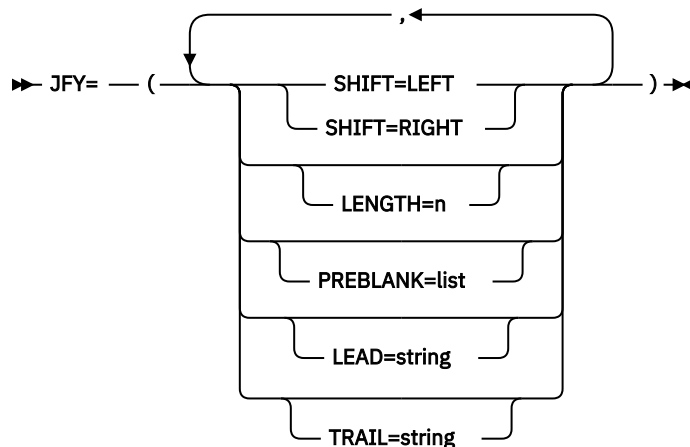 ,
JFY= ( SHIFT=LEFT )
SHIFT=RIGHT
LENGTH=n
PREBLANK=list
LEAD=string
TRAIL=string